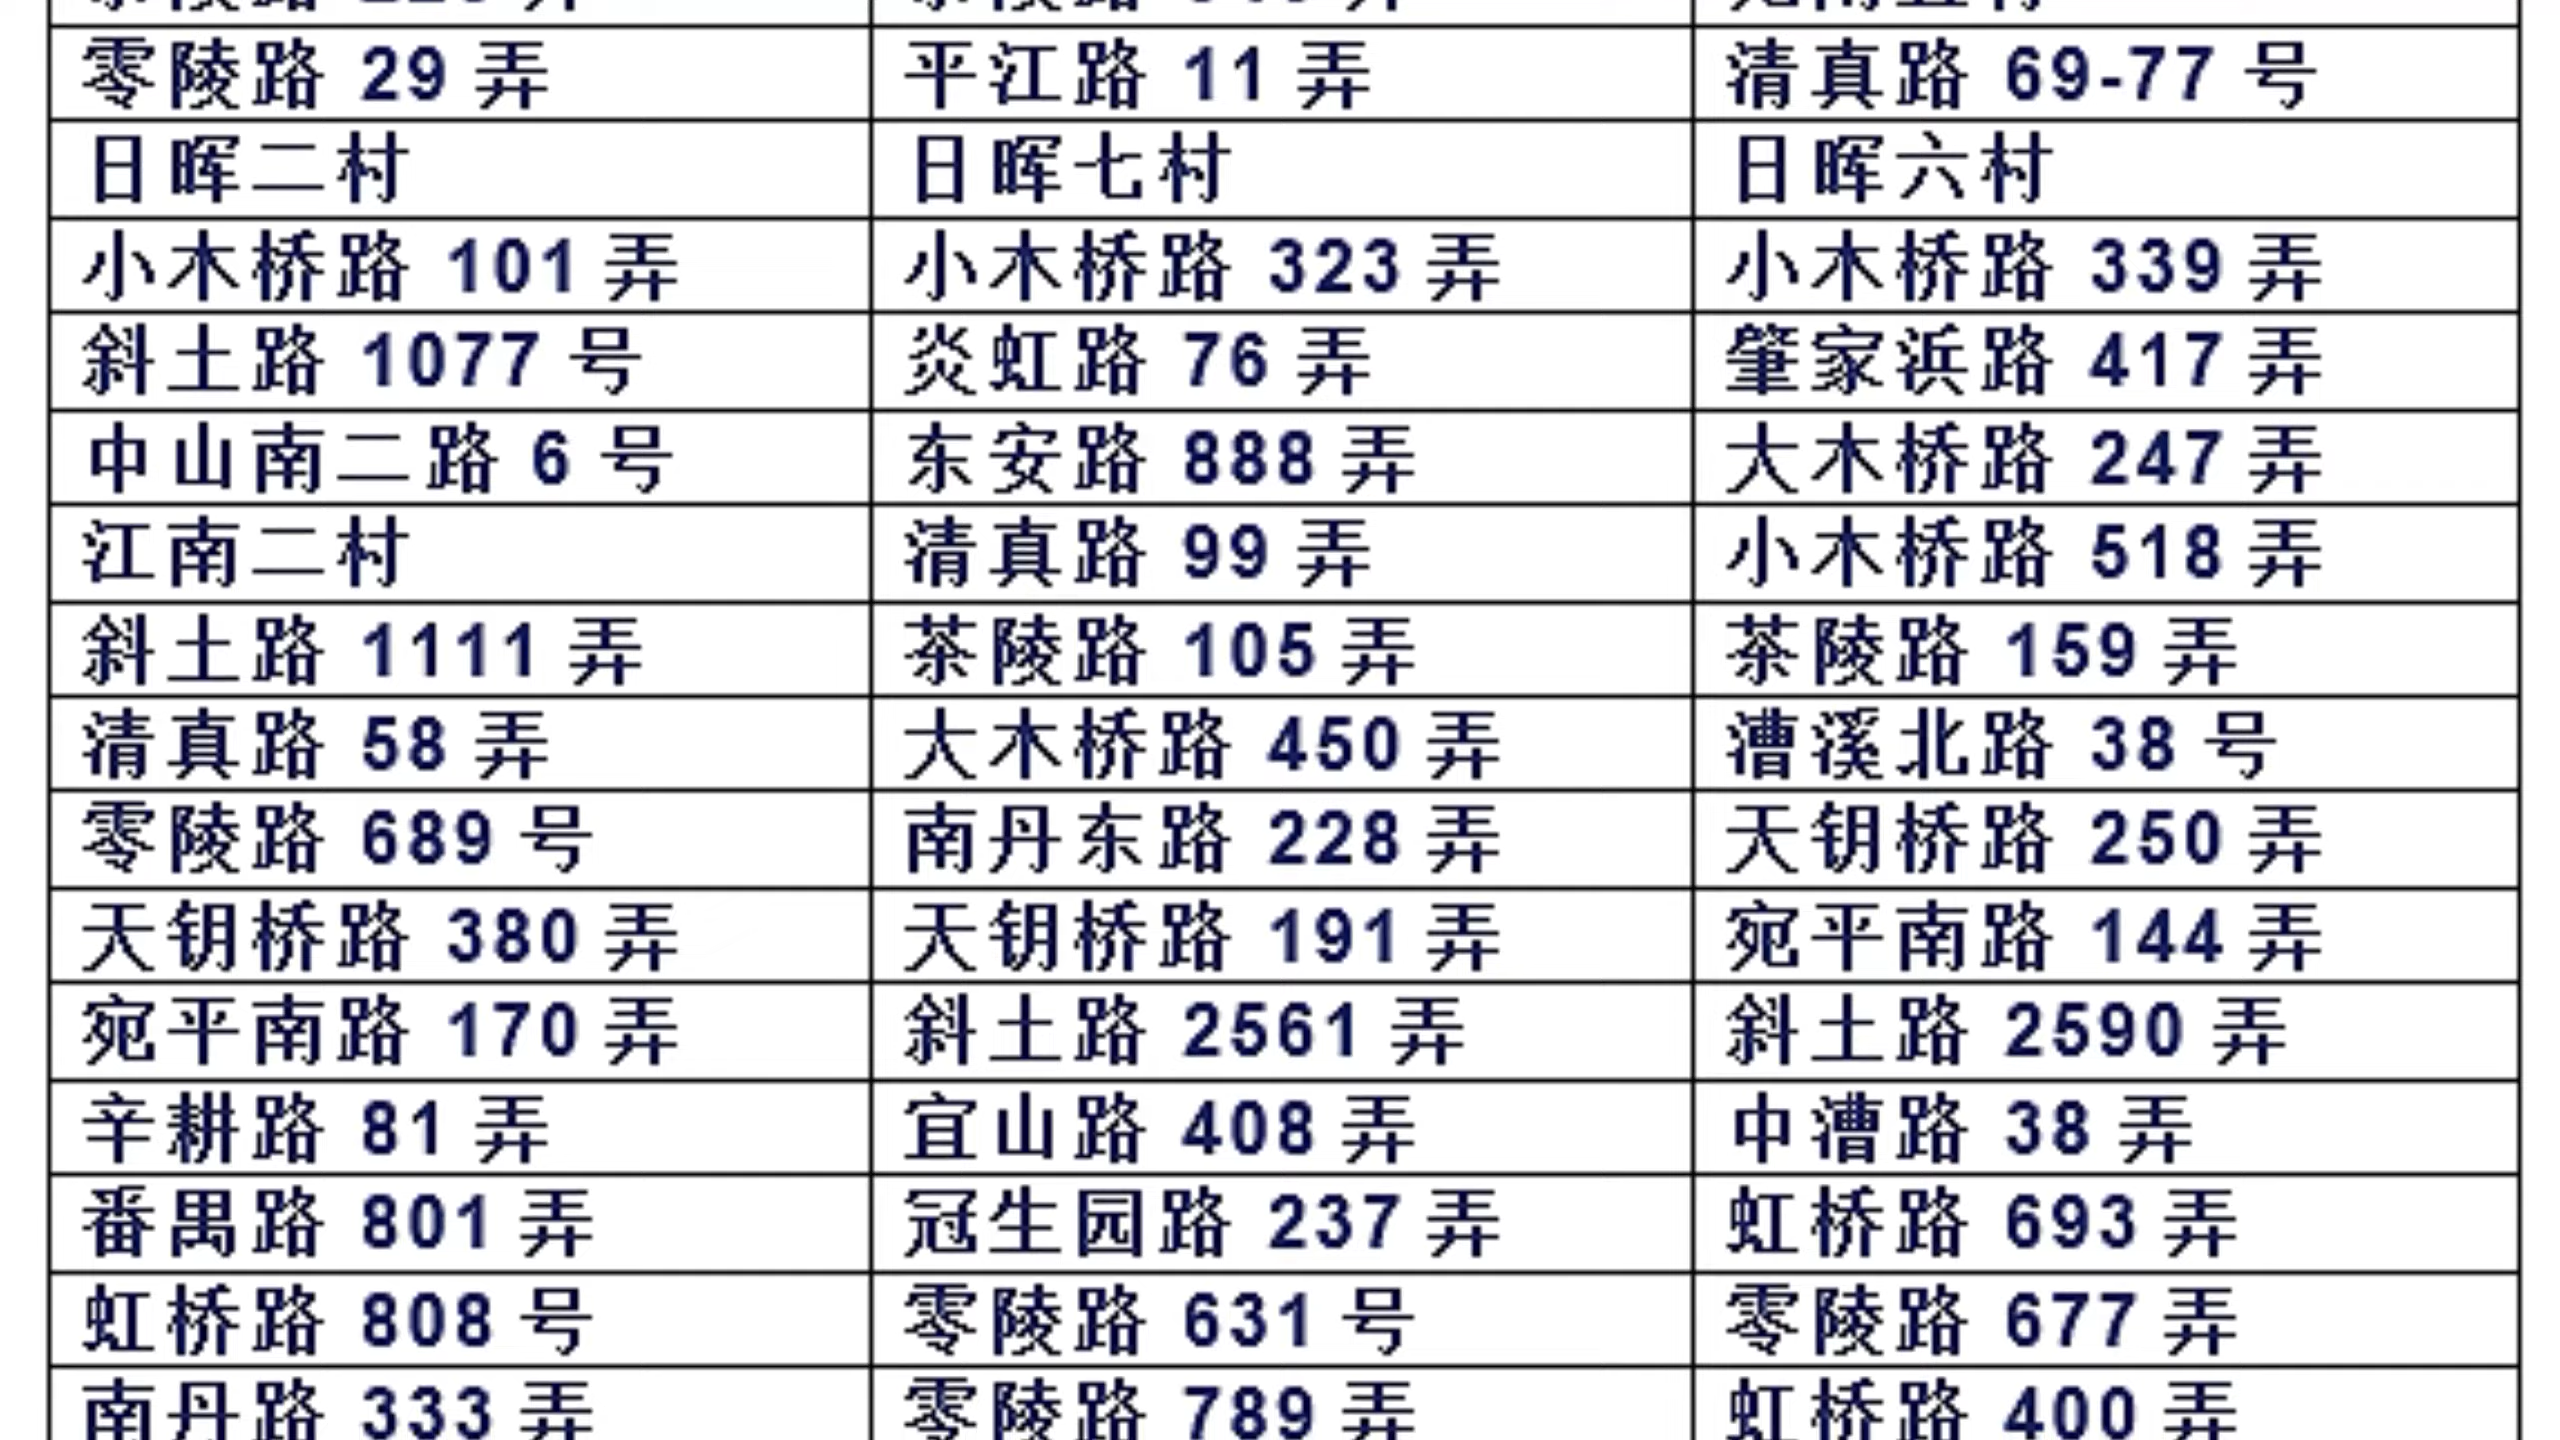 零陵路 29 弄 平江路 11 弄 清真路 69-77 号
日晖二村 日晖七村 日晖六村
小木桥路 101 弄 小木桥路 323 弄 小木桥路 339 弄
斜土路 1077 号 炎虹路 76 弄 肇家浜路 417 弄
中山南二路 6 号 东安路 888 弄 大木桥路 247 弄
江南二村 清真路 99 弄 小木桥路 518 弄
斜土路 1111 弄 茶陵路 105 弄 茶陵路 159 弄
清真路 58 弄 大木桥路 450 弄 漕溪北路 38 号
零陵路 689 号 南丹东路 228 弄 天钥桥路 250 弄
天钥桥路 380 弄 天钥桥路 191 弄 宛平南路 144 弄
宛平南路 170 弄 斜土路 2561 弄 斜土路 2590 弄
辛耕路 81 弄 宜山路 408 弄 中漕路 38 弄
番禺路 801 弄 冠生园路 237 弄 虹桥路 693 弄
虹桥路 808 号 零陵路 631 号 零陵路 677 弄
南丹路 333 弄 零陵路 789 弄 虹桥路 400 弄